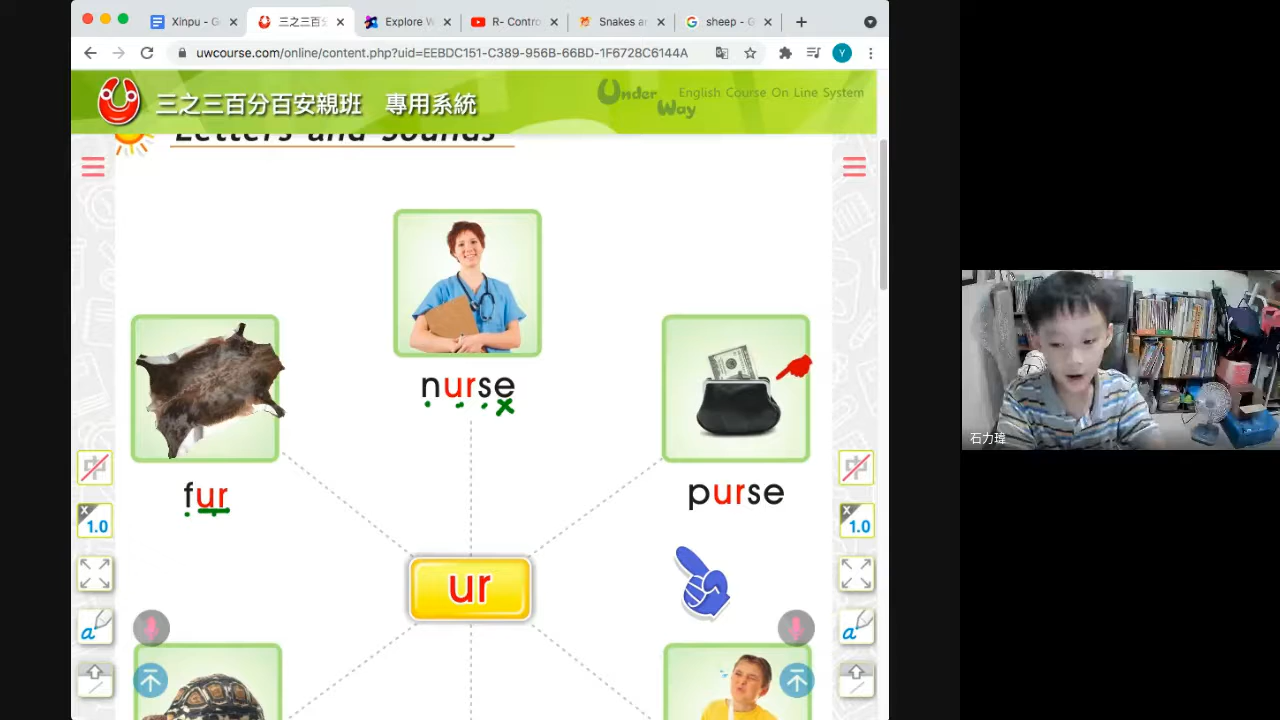 Xinpu - G
三之三百分
Explore W
R- Contro
Snakes ar
sheep - G
uwcourse.com/online/content.php?uid=EEBDC151-C389-956B-66BD-1F6728C6144A
Y
三之三百分百安親班 專用系統
Under Way
English Course On Line System
Letters and Sounds
nurse
fur
purse
ur
中
中
x 1.0
x 1.0
a
a
石力瑋